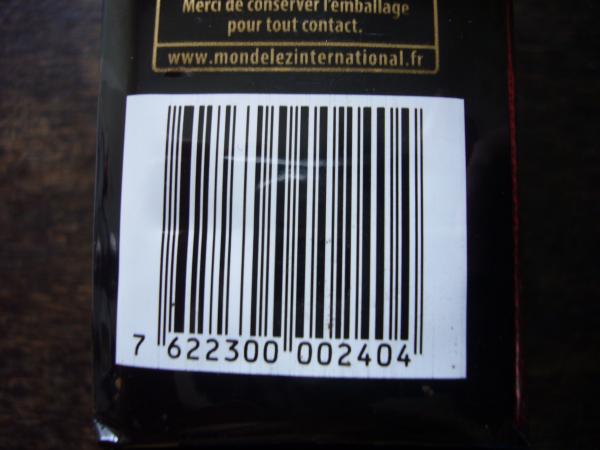 Merci de conserver l'emballage
pour tout contact.
www.mondelezinternational.fr
7 622300 002404